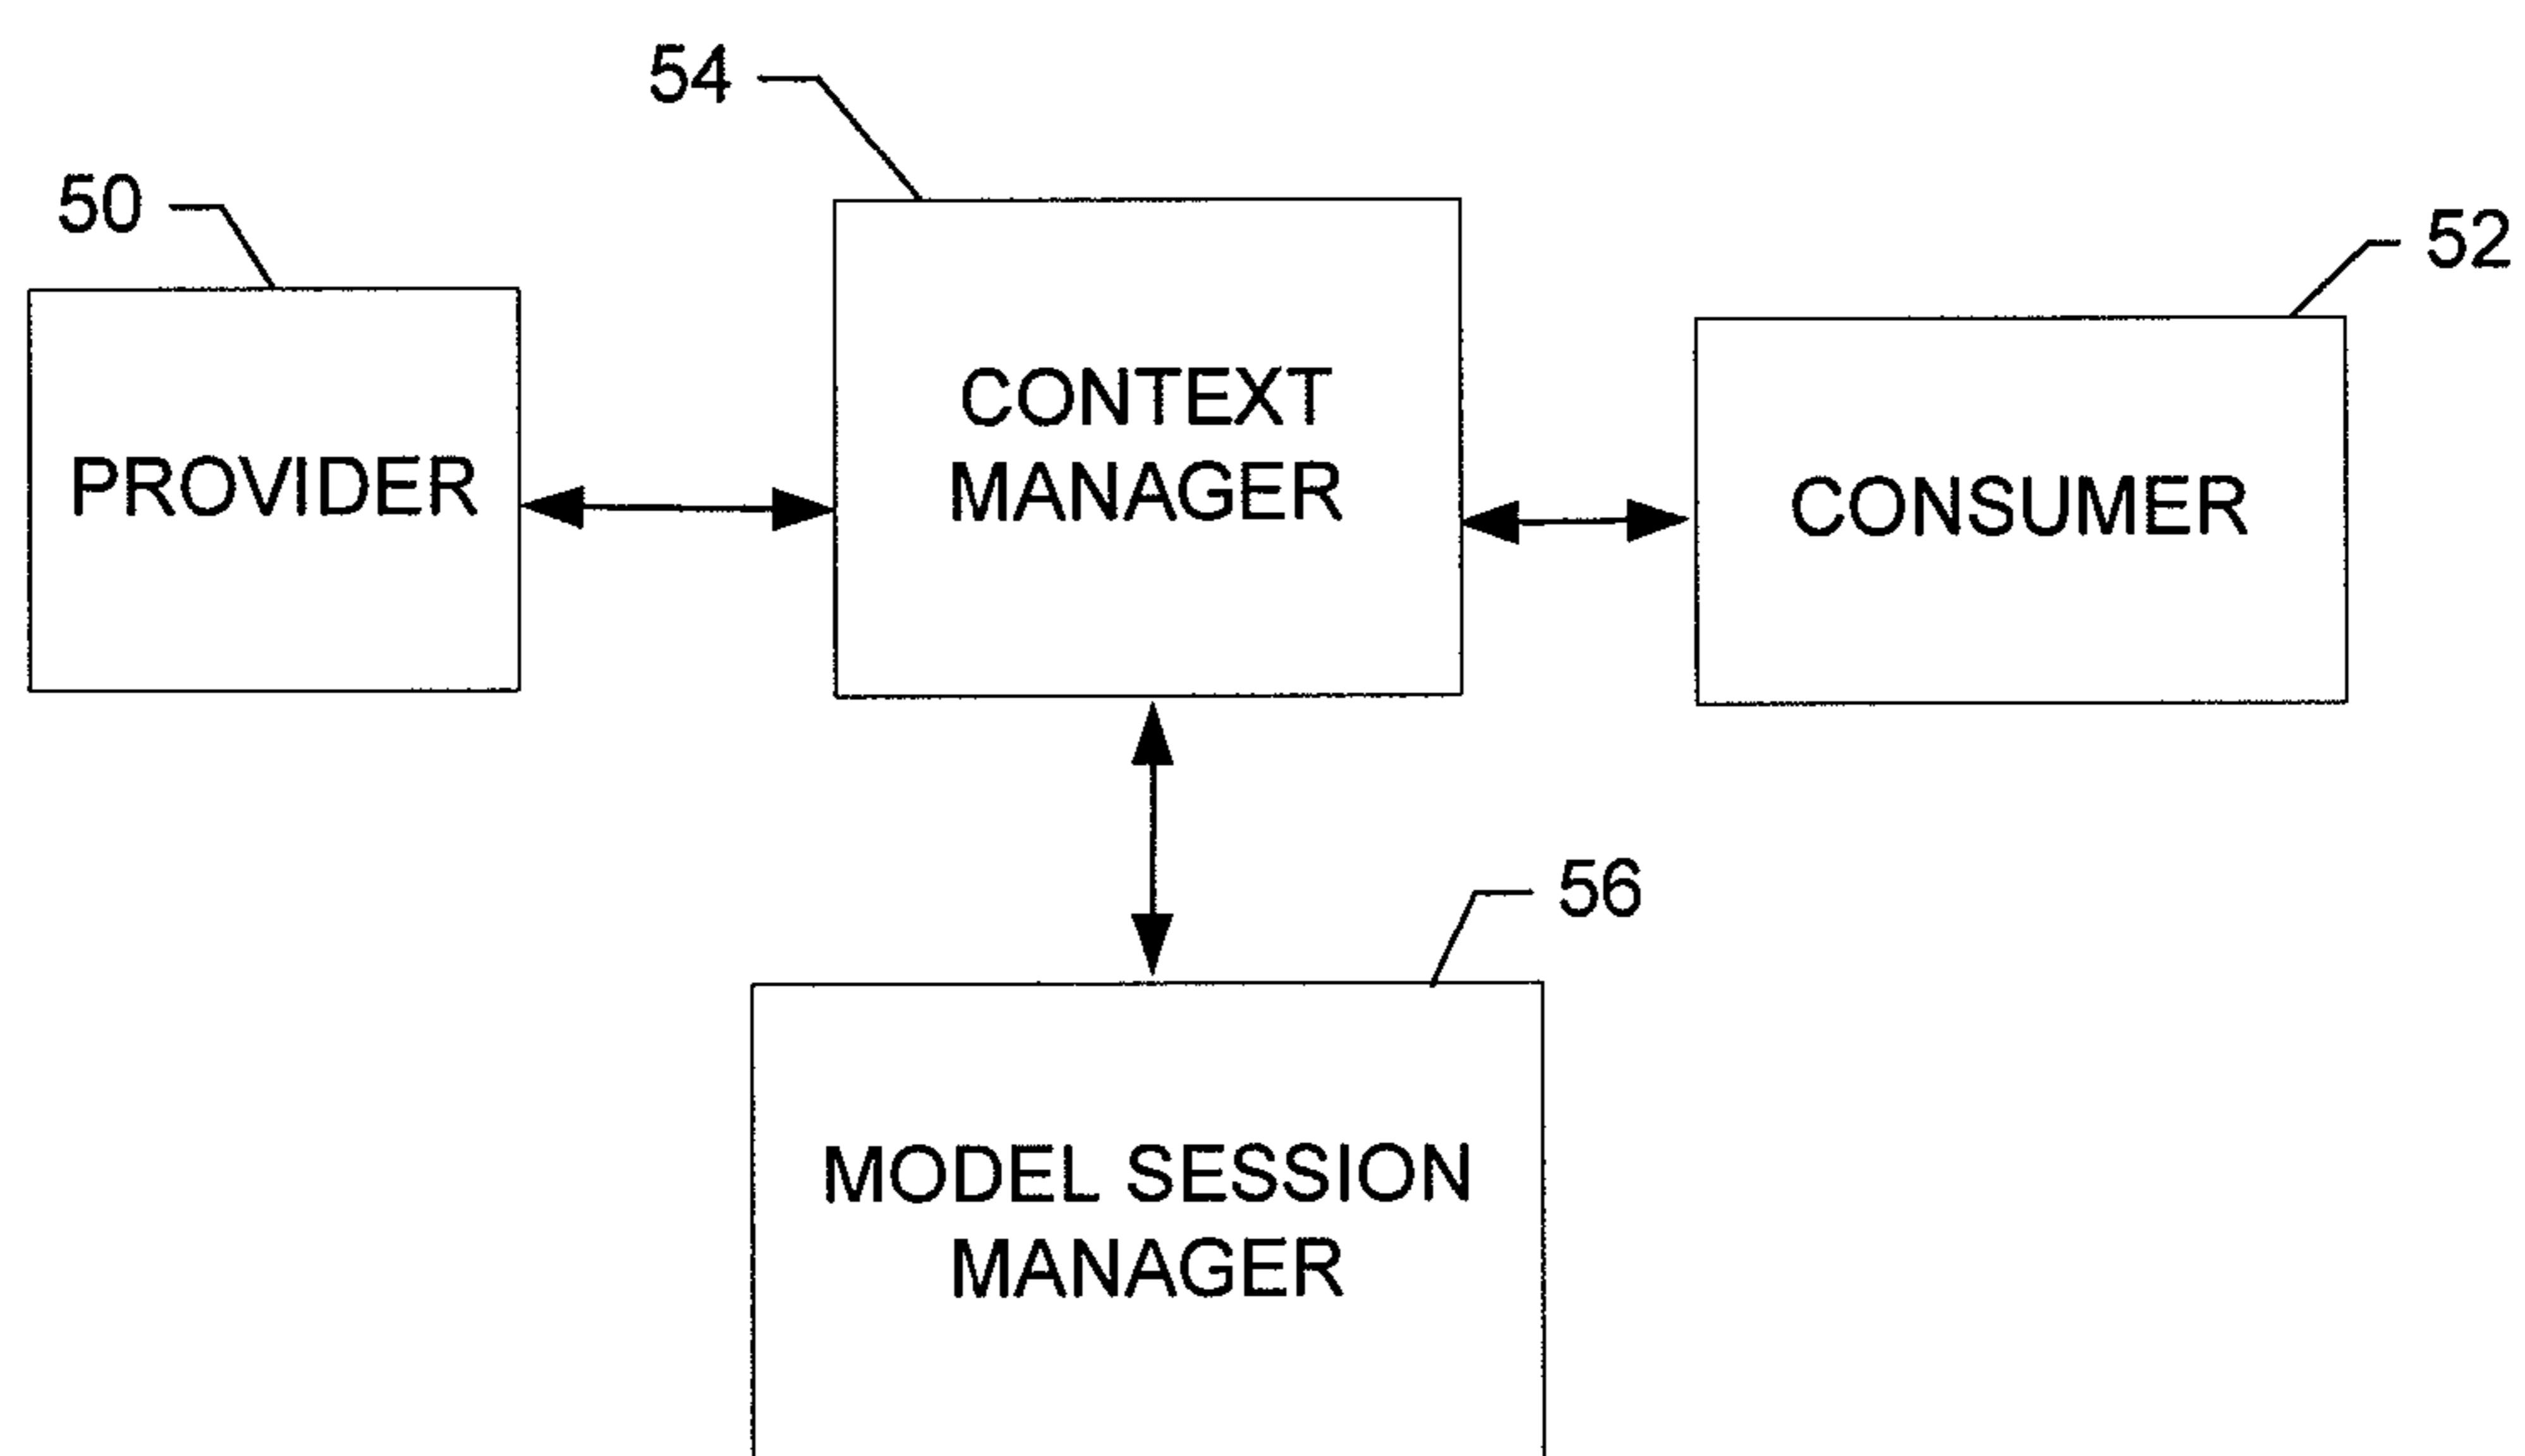 54
50
52
CONTEXT
MANAGER
PROVIDER
CONSUMER
56
MODEL SESSION
MANAGER